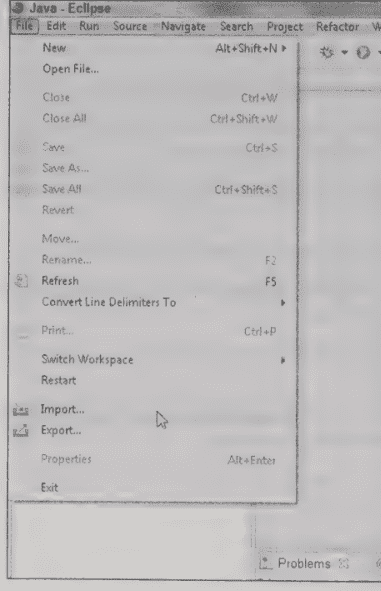 Java - Eclipse
File Edit Run Source Navigate Search Project Refactor W
New Alt+Shift+N
Open File...
Close Ctrl+W
Close All Ctrl+Shift+W
Save Ctrl+S
Save As...
Save All Ctrl+Shift+S
Revert
Move...
Rename... F2
Refresh F5
Convert Line Delimiters To
Print... Ctrl+P
Switch Workspace
Restart
Import...
Export...
Properties Alt+Enter
Exit
Problems